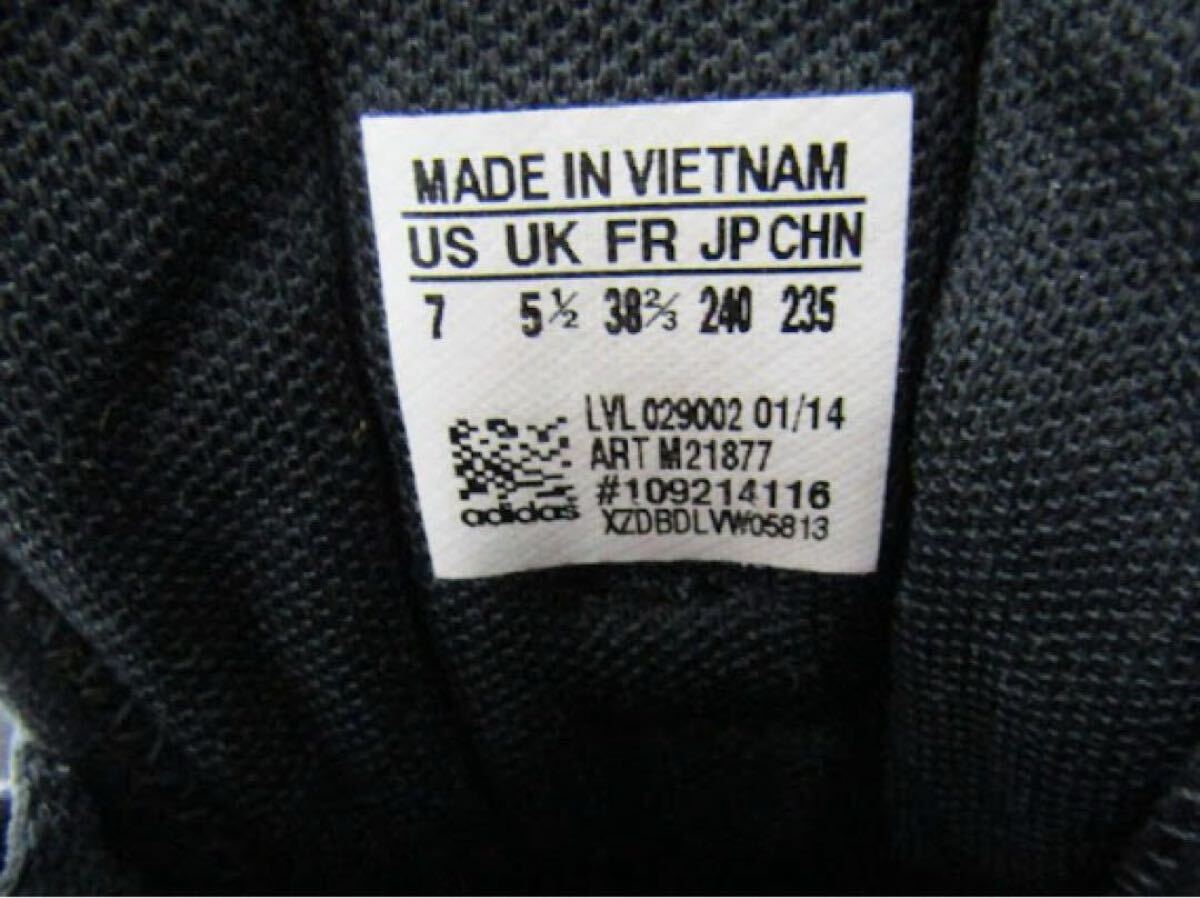 MADE IN VIETNAM
US UK FR JP CHN
7 5½ 38⅔ 240 235
LVL 029002 01/14
ART M21877
#109214116
adidas XZDBDLVW05813